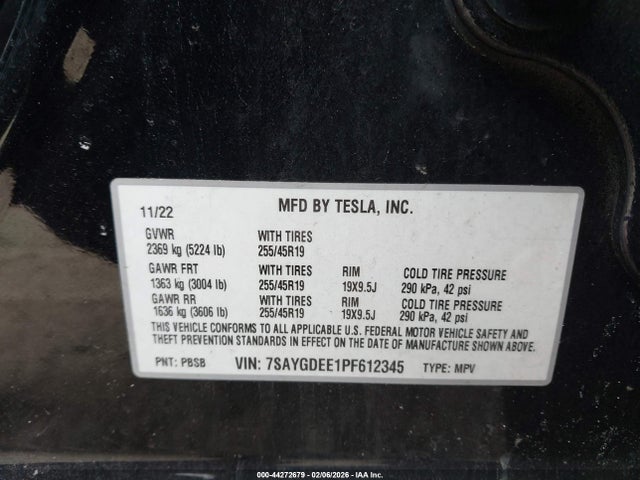 MFD BY TESLA, INC.
11/22
GVWR WITH TIRES
2369 kg (5224 lb) 255/45R19
GAWR FRT WITH TIRES RIM COLD TIRE PRESSURE
1363 kg (3004 lb) 255/45R19 19X9.5J 290 kPa, 42 psi
GAWR RR WITH TIRES RIM COLD TIRE PRESSURE
1636 kg (3606 lb) 255/45R19 19X9.5J 290 kPa, 42 psi
THIS VEHICLE CONFORMS TO ALL APPLICABLE U.S. FEDERAL MOTOR VEHICLE SAFETY AND
THEFT PREVENTION STANDARDS IN EFFECT ON THE DATE OF MANUFACTURE SHOWN ABOVE.
PNT: PBSB VIN: 7SAYGDEE1PF612345 TYPE: MPV
000-44272679 - 02/06/2026 - IAA Inc.